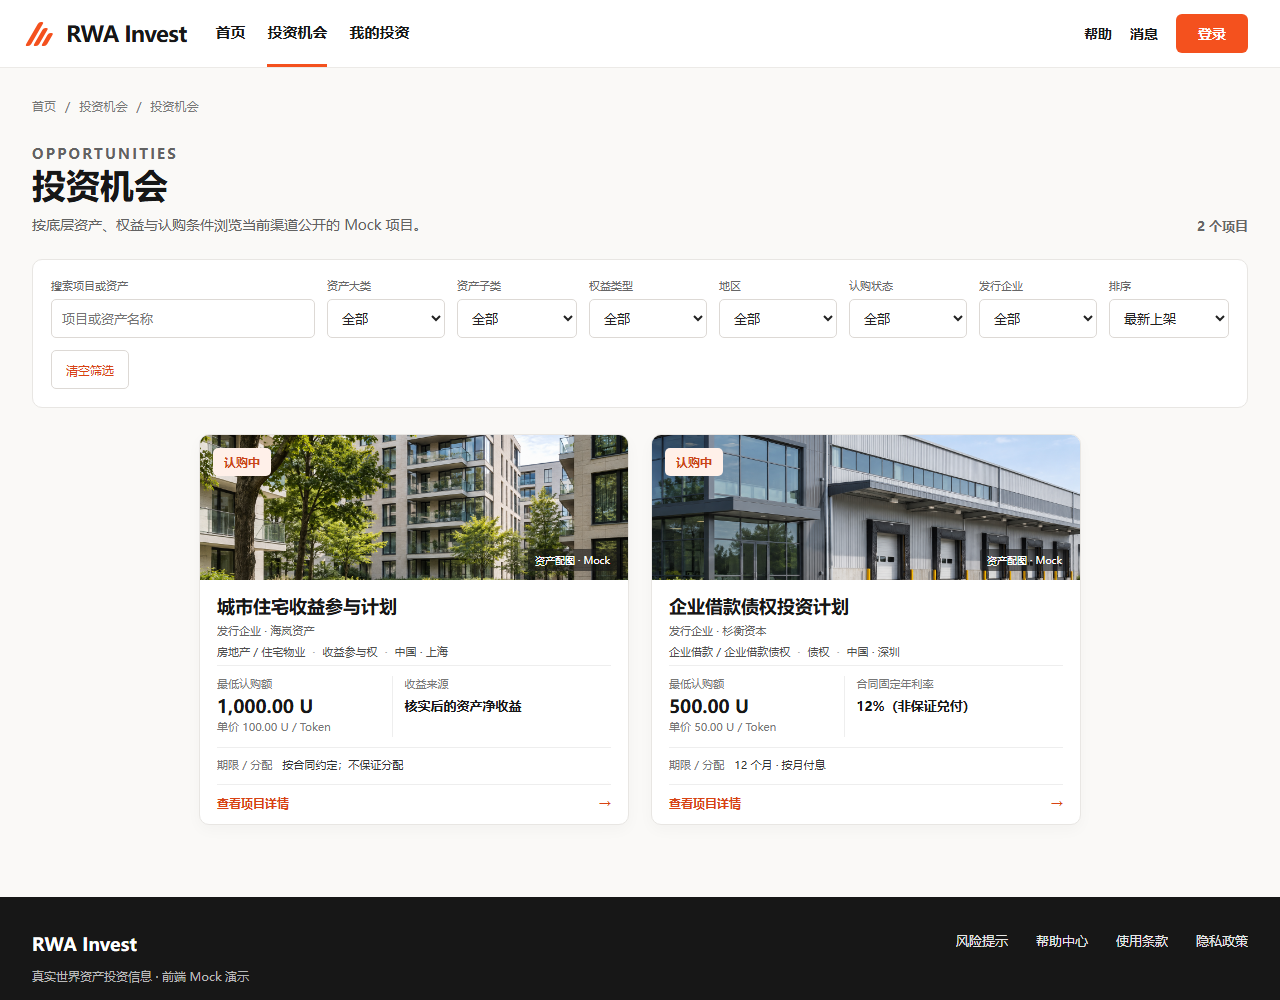 RWA Invest 首页 投资机会 我的投资 帮助 消息 登录
首页 / 投资机会 / 投资机会
OPPORTUNITIES
投资机会
按底层资产、权益与认购条件浏览当前渠道公开的 Mock 项目。 2 个项目
搜索项目或资产 资产大类 资产子类 权益类型 地区 认购状态 发行企业 排序
项目或资产名称 全部 全部 全部 全部 全部 全部 最新上架
清空筛选
认购中
资产配图 · Mock
城市住宅收益参与计划
发行企业 · 海岚资产
房地产 / 住宅物业 · 收益参与权 · 中国 · 上海
最低认购额 收益来源
1,000.00 U 核实后的资产净收益
单价 100.00 U / Token
期限 / 分配 按合同约定；不保证分配
查看项目详情 →
认购中
资产配图 · Mock
企业借款债权投资计划
发行企业 · 杉衡资本
企业借款 / 企业借款债权 · 债权 · 中国 · 深圳
最低认购额 合同固定年利率
500.00 U 12%（非保证兑付）
单价 50.00 U / Token
期限 / 分配 12 个月 · 按月付息
查看项目详情 →
RWA Invest 风险提示 帮助中心 使用条款 隐私政策
真实世界资产投资信息 · 前端 Mock 演示